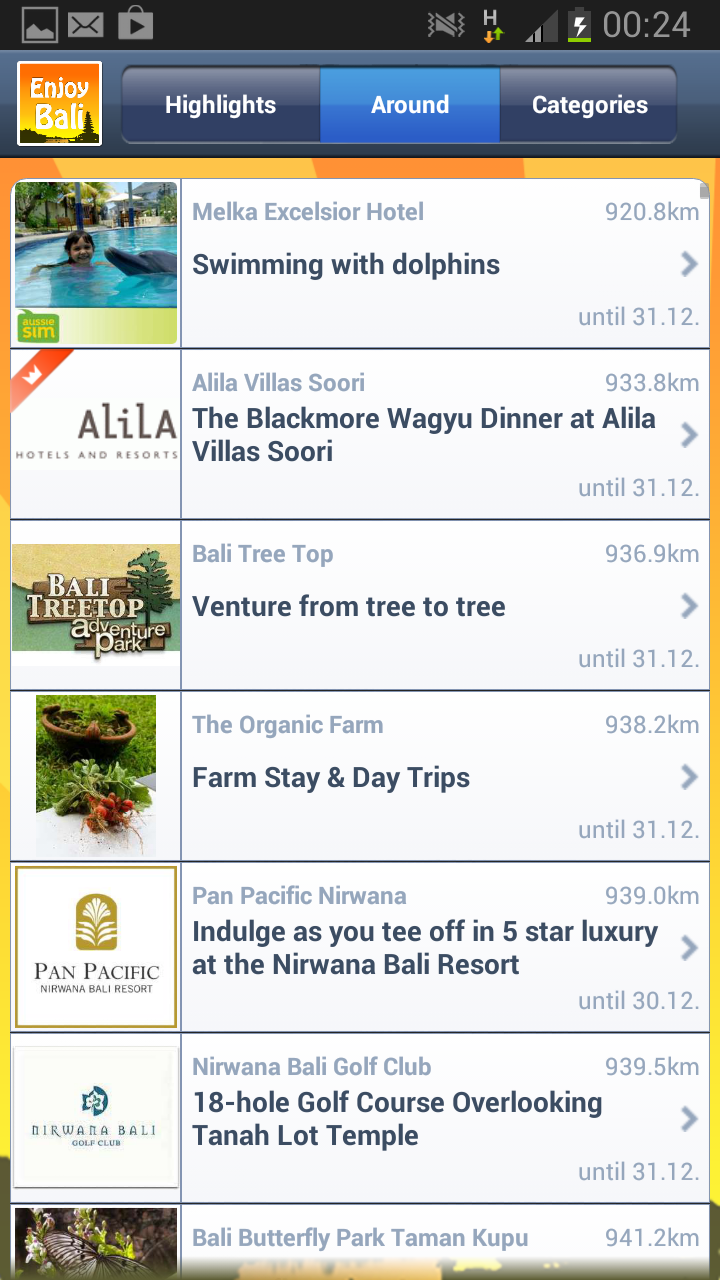 H
00:24
Enjoy
Bali
Highlights
Around
Categories
Melka Excelsior Hotel
920.8km
Swimming with dolphins
until 31.12.
aussie
sim
Alila Villas Soori
933.8km
The Blackmore Wagyu Dinner at Alila
Villas Soori
until 31.12.
ALiLA
HOTELS AND RESORTS
Bali Tree Top
936.9km
Venture from tree to tree
until 31.12.
BALI
TREETOP
adventure
park
The Organic Farm
938.2km
Farm Stay & Day Trips
until 31.12.
Pan Pacific Nirwana
939.0km
Indulge as you tee off in 5 star luxury
at the Nirwana Bali Resort
until 30.12.
PAN PACIFIC
NIRWANA BALI RESORT
Nirwana Bali Golf Club
939.5km
18-hole Golf Course Overlooking
Tanah Lot Temple
until 31.12.
NIRWANA BALI
GOLF CLUB
Bali Butterfly Park Taman Kupu
941.2km